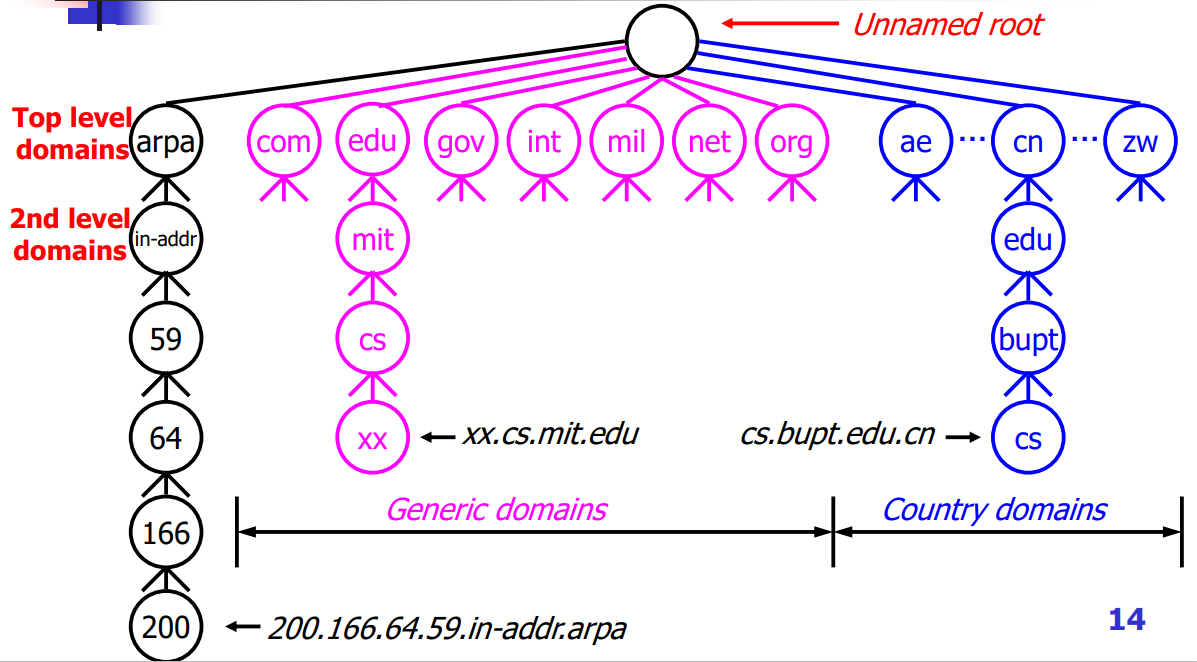 Unnamed root
Top level
domains
arpa
com
edu
gov
int
mil
net
org
ae
...
cn
...
zw
2nd level
domains
in-addr
mit
edu
59
cs
bupt
64
xx
xx.cs.mit.edu
cs.bupt.edu.cn
cs
Generic domains
Country domains
166
200
200.166.64.59.in-addr.arpa
14